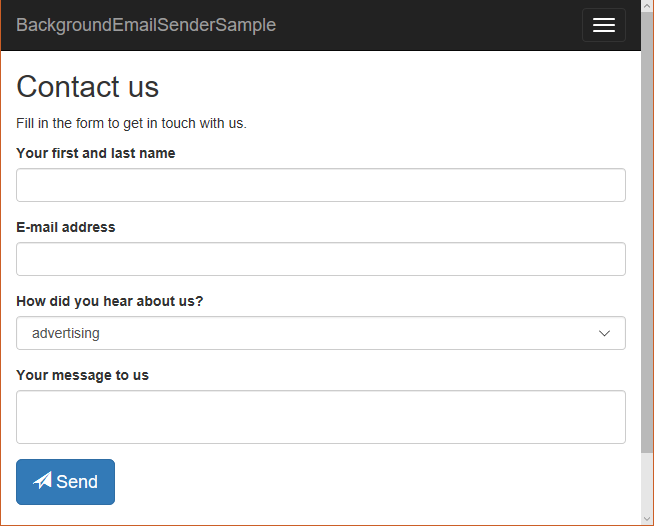 BackgroundEmailSenderSample
Contact us
Fill in the form to get in touch with us.
Your first and last name
E-mail address
How did you hear about us?
advertising
Your message to us
Send